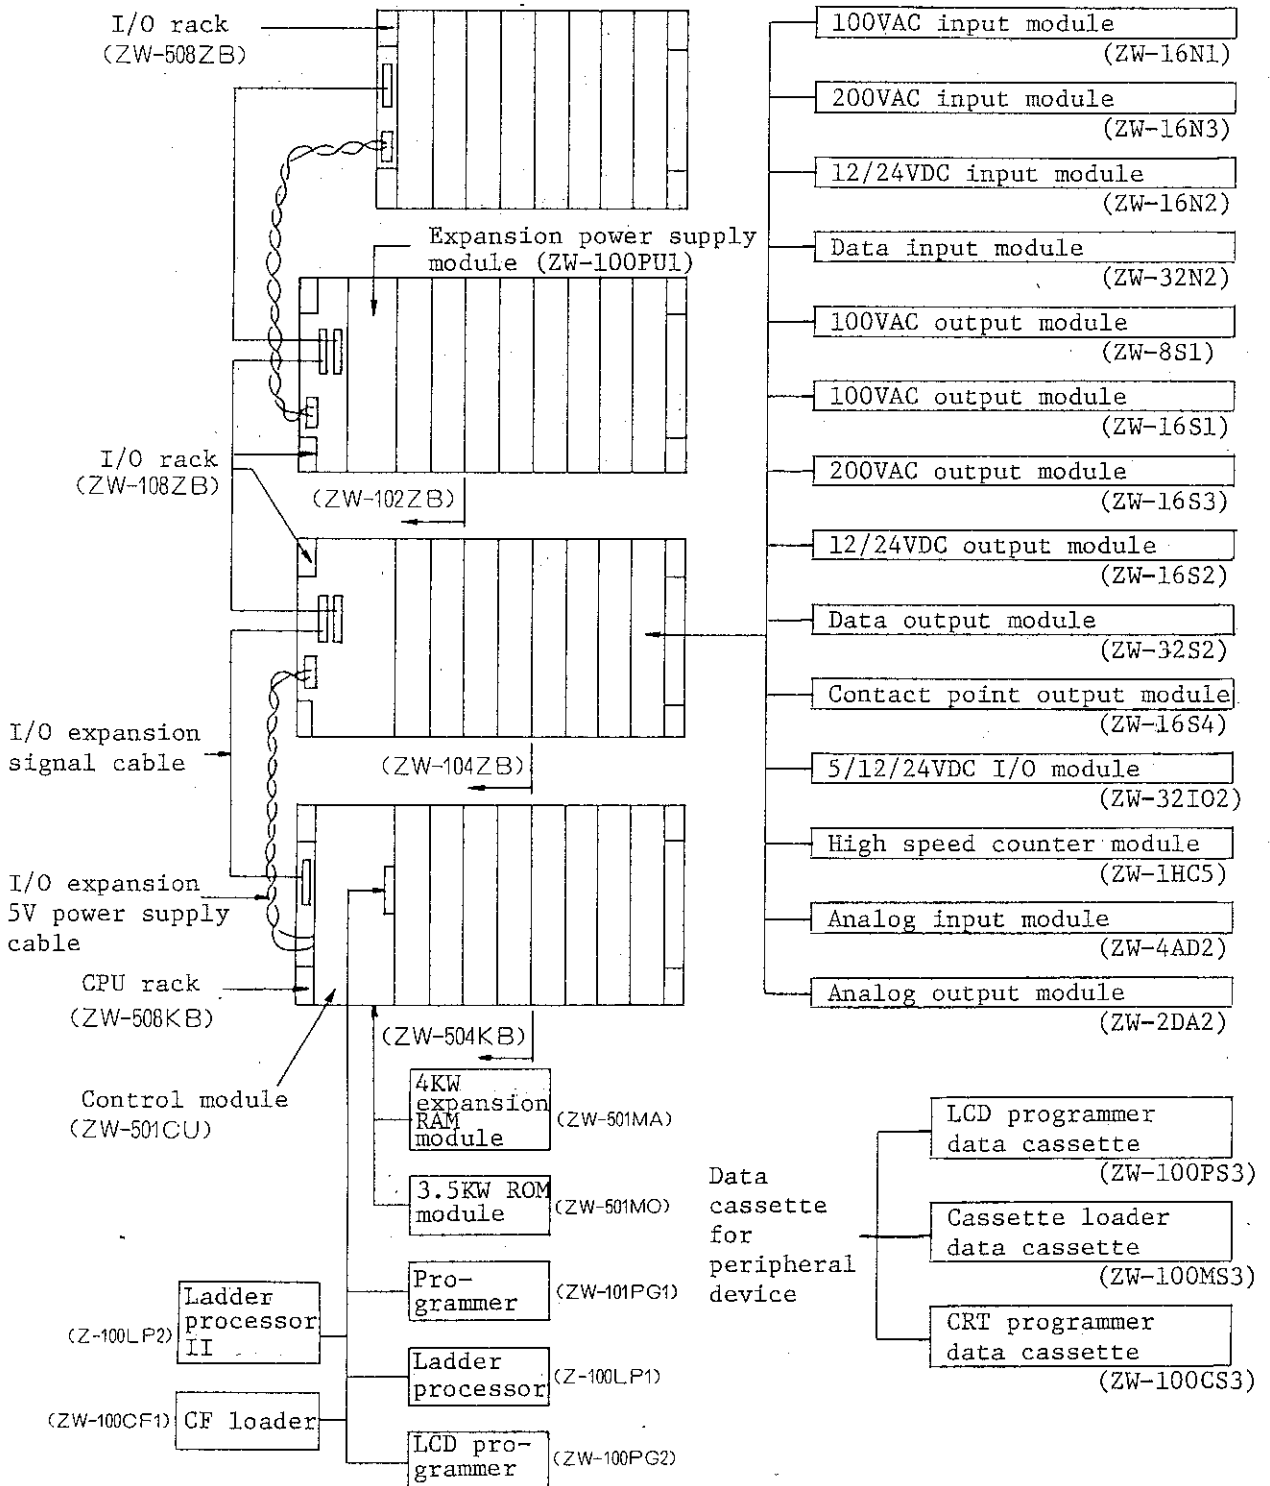 I/O rack
(ZW-508ZB)
Expansion power supply
module (ZW-100PU1)
I/O rack
(ZW-108ZB)
(ZW-102ZB)
I/O expansion
signal cable
(ZW-104ZB)
I/O expansion
5V power supply
cable
CPU rack
(ZW-508KB)
(ZW-504KB)
Control module
(ZW-501CU)
4KW
expansion
RAM
module
(ZW-501MA)
3.5KW ROM
module
(ZW-501MO)
Pro-
grammer
(ZW-101PG1)
Ladder
processor
II
(Z-100LP2)
Ladder
processor
(Z-100LP1)
(ZW-100CF1)
CF loader
LCD pro-
grammer
(ZW-100PG2)
100VAC input module
(ZW-16N1)
200VAC input module
(ZW-16N3)
12/24VDC input module
(ZW-16N2)
Data input module
(ZW-32N2)
100VAC output module
(ZW-8S1)
100VAC output module
(ZW-16S1)
200VAC output module
(ZW-16S3)
12/24VDC output module
(ZW-16S2)
Data output module
(ZW-32S2)
Contact point output module
(ZW-16S4)
5/12/24VDC I/O module
(ZW-32IO2)
High speed counter module
(ZW-1HC5)
Analog input module
(ZW-4AD2)
Analog output module
(ZW-2DA2)
Data
cassette
for
peripheral
device
LCD programmer
data cassette
(ZW-100PS3)
Cassette loader
data cassette
(ZW-100MS3)
CRT programmer
data cassette
(ZW-100CS3)